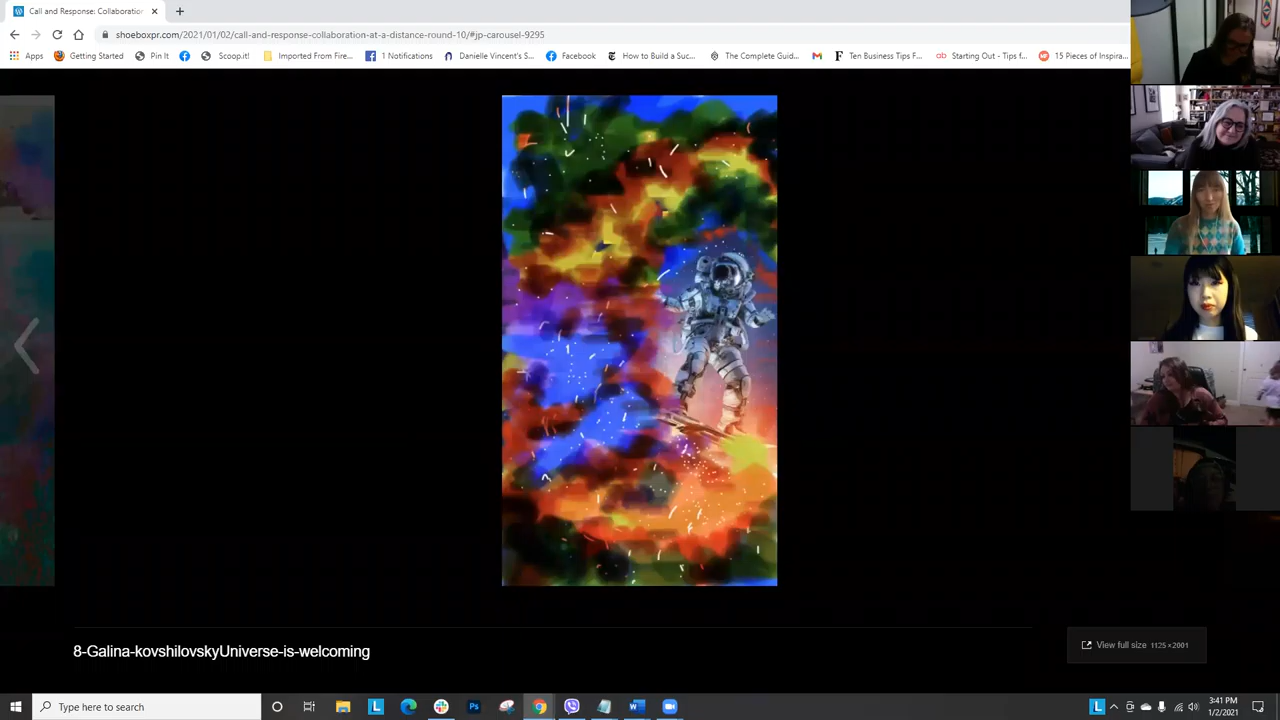 Call and Response: Collaboratio
shoeboxpr.com/2021/01/02/call-and-response-collaboration-at-a-distance-round-10/#jp-carousel-9295
Apps Getting Started Pin It Scoop.it! Imported From Fire... 1 Notifications Danielle Vincent's S... Facebook How to Build a Suc... The Complete Guid... Ten Business Tips F... Starting Out - Tips f... 15 Pieces of Inspira...
8-Galina-kovshilovskyUniverse-is-welcoming
View full size 1125×2001
Type here to search
3:41 PM
1/2/2021